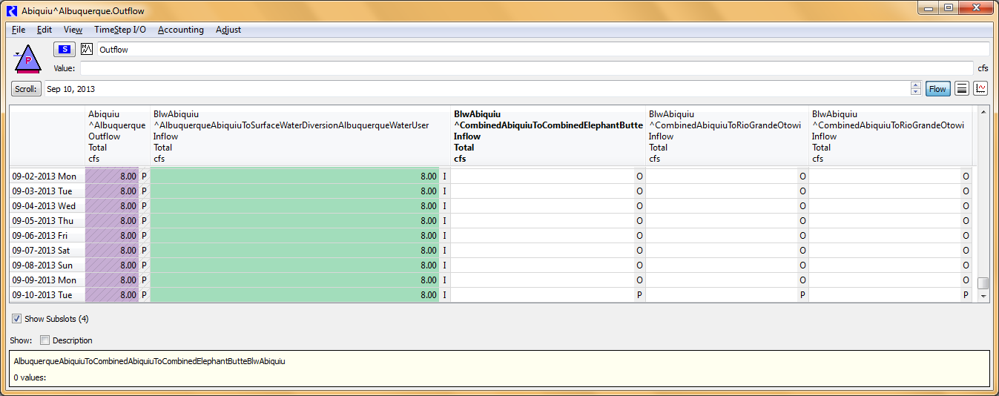 Abiquiu^Albuquerque.Outflow
File Edit View TimeStep I/O Accounting Adjust
P
S Outflow
Value: cfs
Scroll: Sep 10, 2013 Flow
Abiquiu BlwAbiquiu BlwAbiquiu BlwAbiquiu BlwAbiquiu
^Albuquerque ^AlbuquerqueAbiquiuToSurfaceWaterDiversionAlbuquerqueWaterUser ^CombinedAbiquiuToCombinedElephantButte ^CombinedAbiquiuToRioGrandeOtowi ^CombinedAbiquiuToRioGrandeOtowi
Outflow Inflow Inflow Inflow Inflow
Total Total Total Total Total
cfs cfs cfs cfs cfs
09-02-2013 Mon 8.00 P 8.00 I O O O
09-03-2013 Tue 8.00 P 8.00 I O O O
09-04-2013 Wed 8.00 P 8.00 I O O O
09-05-2013 Thu 8.00 P 8.00 I O O O
09-06-2013 Fri 8.00 P 8.00 I O O O
09-07-2013 Sat 8.00 P 8.00 I O O O
09-08-2013 Sun 8.00 P 8.00 I O O O
09-09-2013 Mon 8.00 P 8.00 I O O O
09-10-2013 Tue 8.00 P 8.00 I P P P
Show Subslots (4)
Show: Description
AlbuquerqueAbiquiuToCombinedAbiquiuToCombinedElephantButteBlwAbiquiu
0 values: